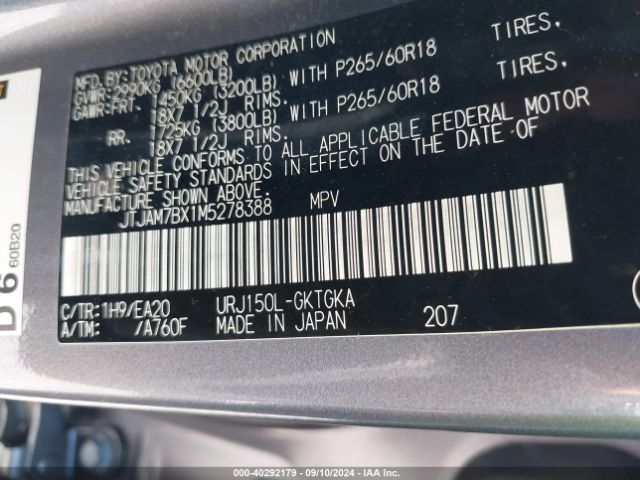 MFD. BY: TOYOTA MOTOR CORPORATION
GVWR: 2990KG (6600LB)
GAWR: FRT. 1450KG (3200LB) WITH P265/60R18 TIRES,
18X7 1/2J RIMS.
RR. 1725KG (3800LB) WITH P265/60R18 TIRES,
18X7 1/2J RIMS.
THIS VEHICLE CONFORMS TO ALL APPLICABLE FEDERAL MOTOR
VEHICLE SAFETY STANDARDS IN EFFECT ON THE DATE OF
MANUFACTURE SHOWN ABOVE.
JTJAM7BX1M5278388 MPV
C/TR: 1H9/EA20 URJ150L-GKTGKA
A/TM: /A760F MADE IN JAPAN 207
D 6 60B20
000-40292179 - 09/10/2024 - IAA Inc.